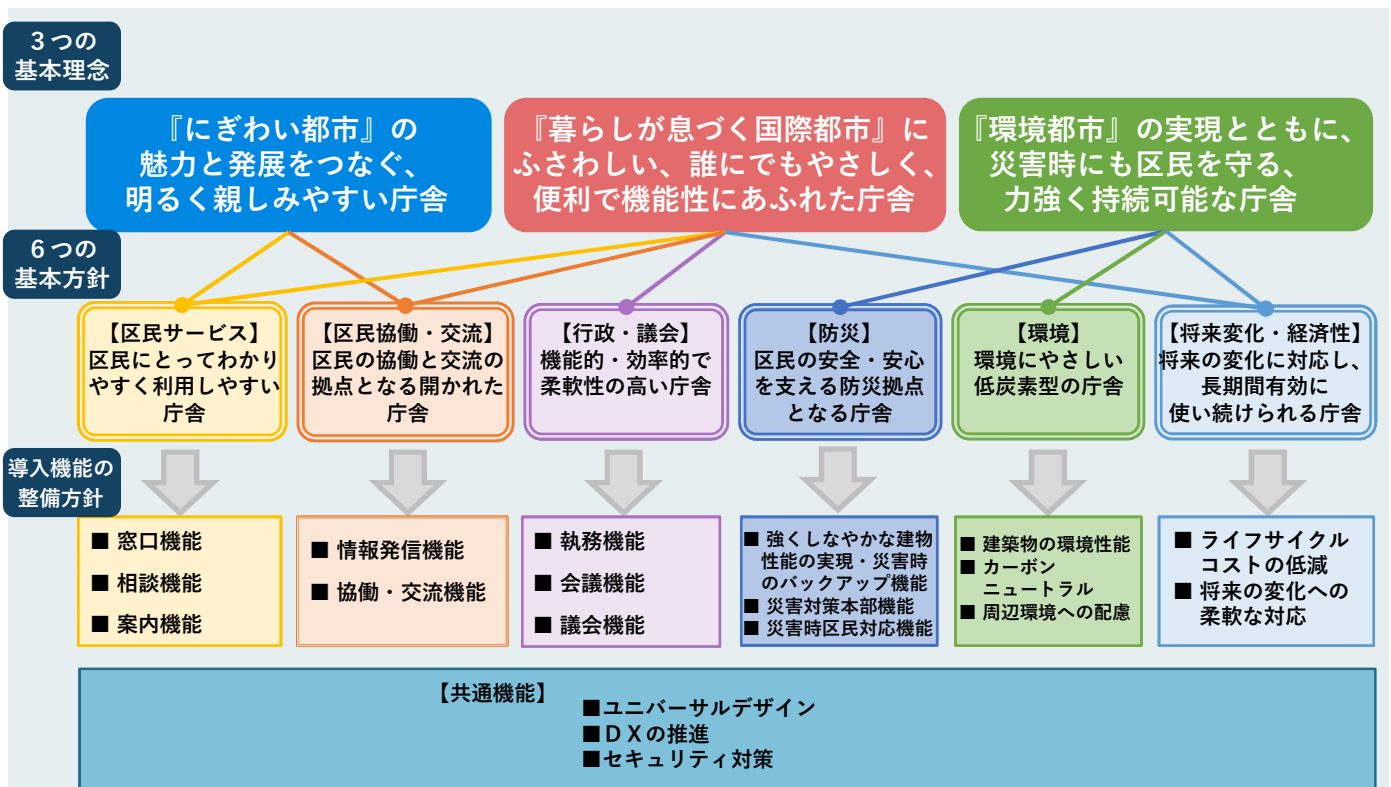 ３つの
基本理念
『にぎわい都市』の
魅力と発展をつなぐ、
明るく親しみやすい庁舎
『暮らしが息づく国際都市』に
ふさわしい、誰にでもやさしく、
便利で機能性にあふれた庁舎
『環境都市』の実現とともに、
災害時にも区民を守る、
力強く持続可能な庁舎
６つの
基本方針
【区民サービス】
区民にとってわかり
やすく利用しやすい
庁舎
【区民協働・交流】
区民の協働と交流の
拠点となる開かれた
庁舎
【行政・議会】
機能的・効率的で
柔軟性の高い庁舎
【防災】
区民の安全・安心
を支える防災拠点
となる庁舎
【環境】
環境にやさしい
低炭素型の庁舎
【将来変化・経済性】
将来の変化に対応し、
長期間有効に
使い続けられる庁舎
導入機能の
整備方針
■ 窓口機能
■ 相談機能
■ 案内機能
■ 情報発信機能
■ 協働・交流機能
■ 執務機能
■ 会議機能
■ 議会機能
■ 強くしなやかな建物
性能の実現・災害時
のバックアップ機能
■ 災害対策本部機能
■ 災害時区民対応機能
■ 建築物の環境性能
■ カーボン
ニュートラル
■ 周辺環境への配慮
■ ライフサイクル
コストの低減
■ 将来の変化への
柔軟な対応
【共通機能】
■ユニバーサルデザイン
■ＤＸの推進
■セキュリティ対策